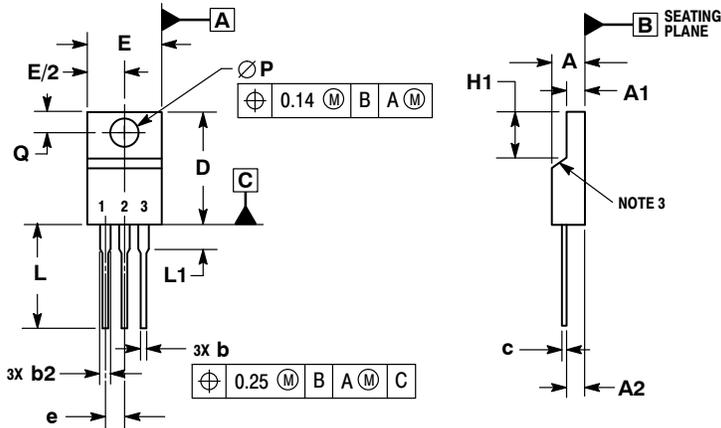 A
E
E/2
∅P
⌖ 0.14 Ⓜ B A Ⓜ
Q
D
C
1 2 3
L
L1
3X b
3X b2
⌖ 0.25 Ⓜ B A Ⓜ C
e
B SEATING PLANE
A
H1
A1
NOTE 3
c
A2